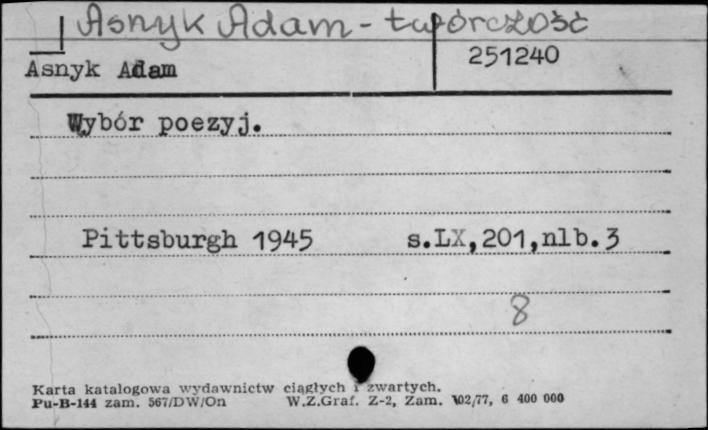 Asnyk Adam - twórczość
251240
Asnyk Adam
Wybór poezyj.
Pittsburgh 1945 s.LX,201,nlb.3
8
Karta katalogowa wydawnictw ciągłych i zwartych.
Pu-B-144 zam. 567/DW/On W.Z.Graf. Z-2, Zam. 102/77, 6 400 000